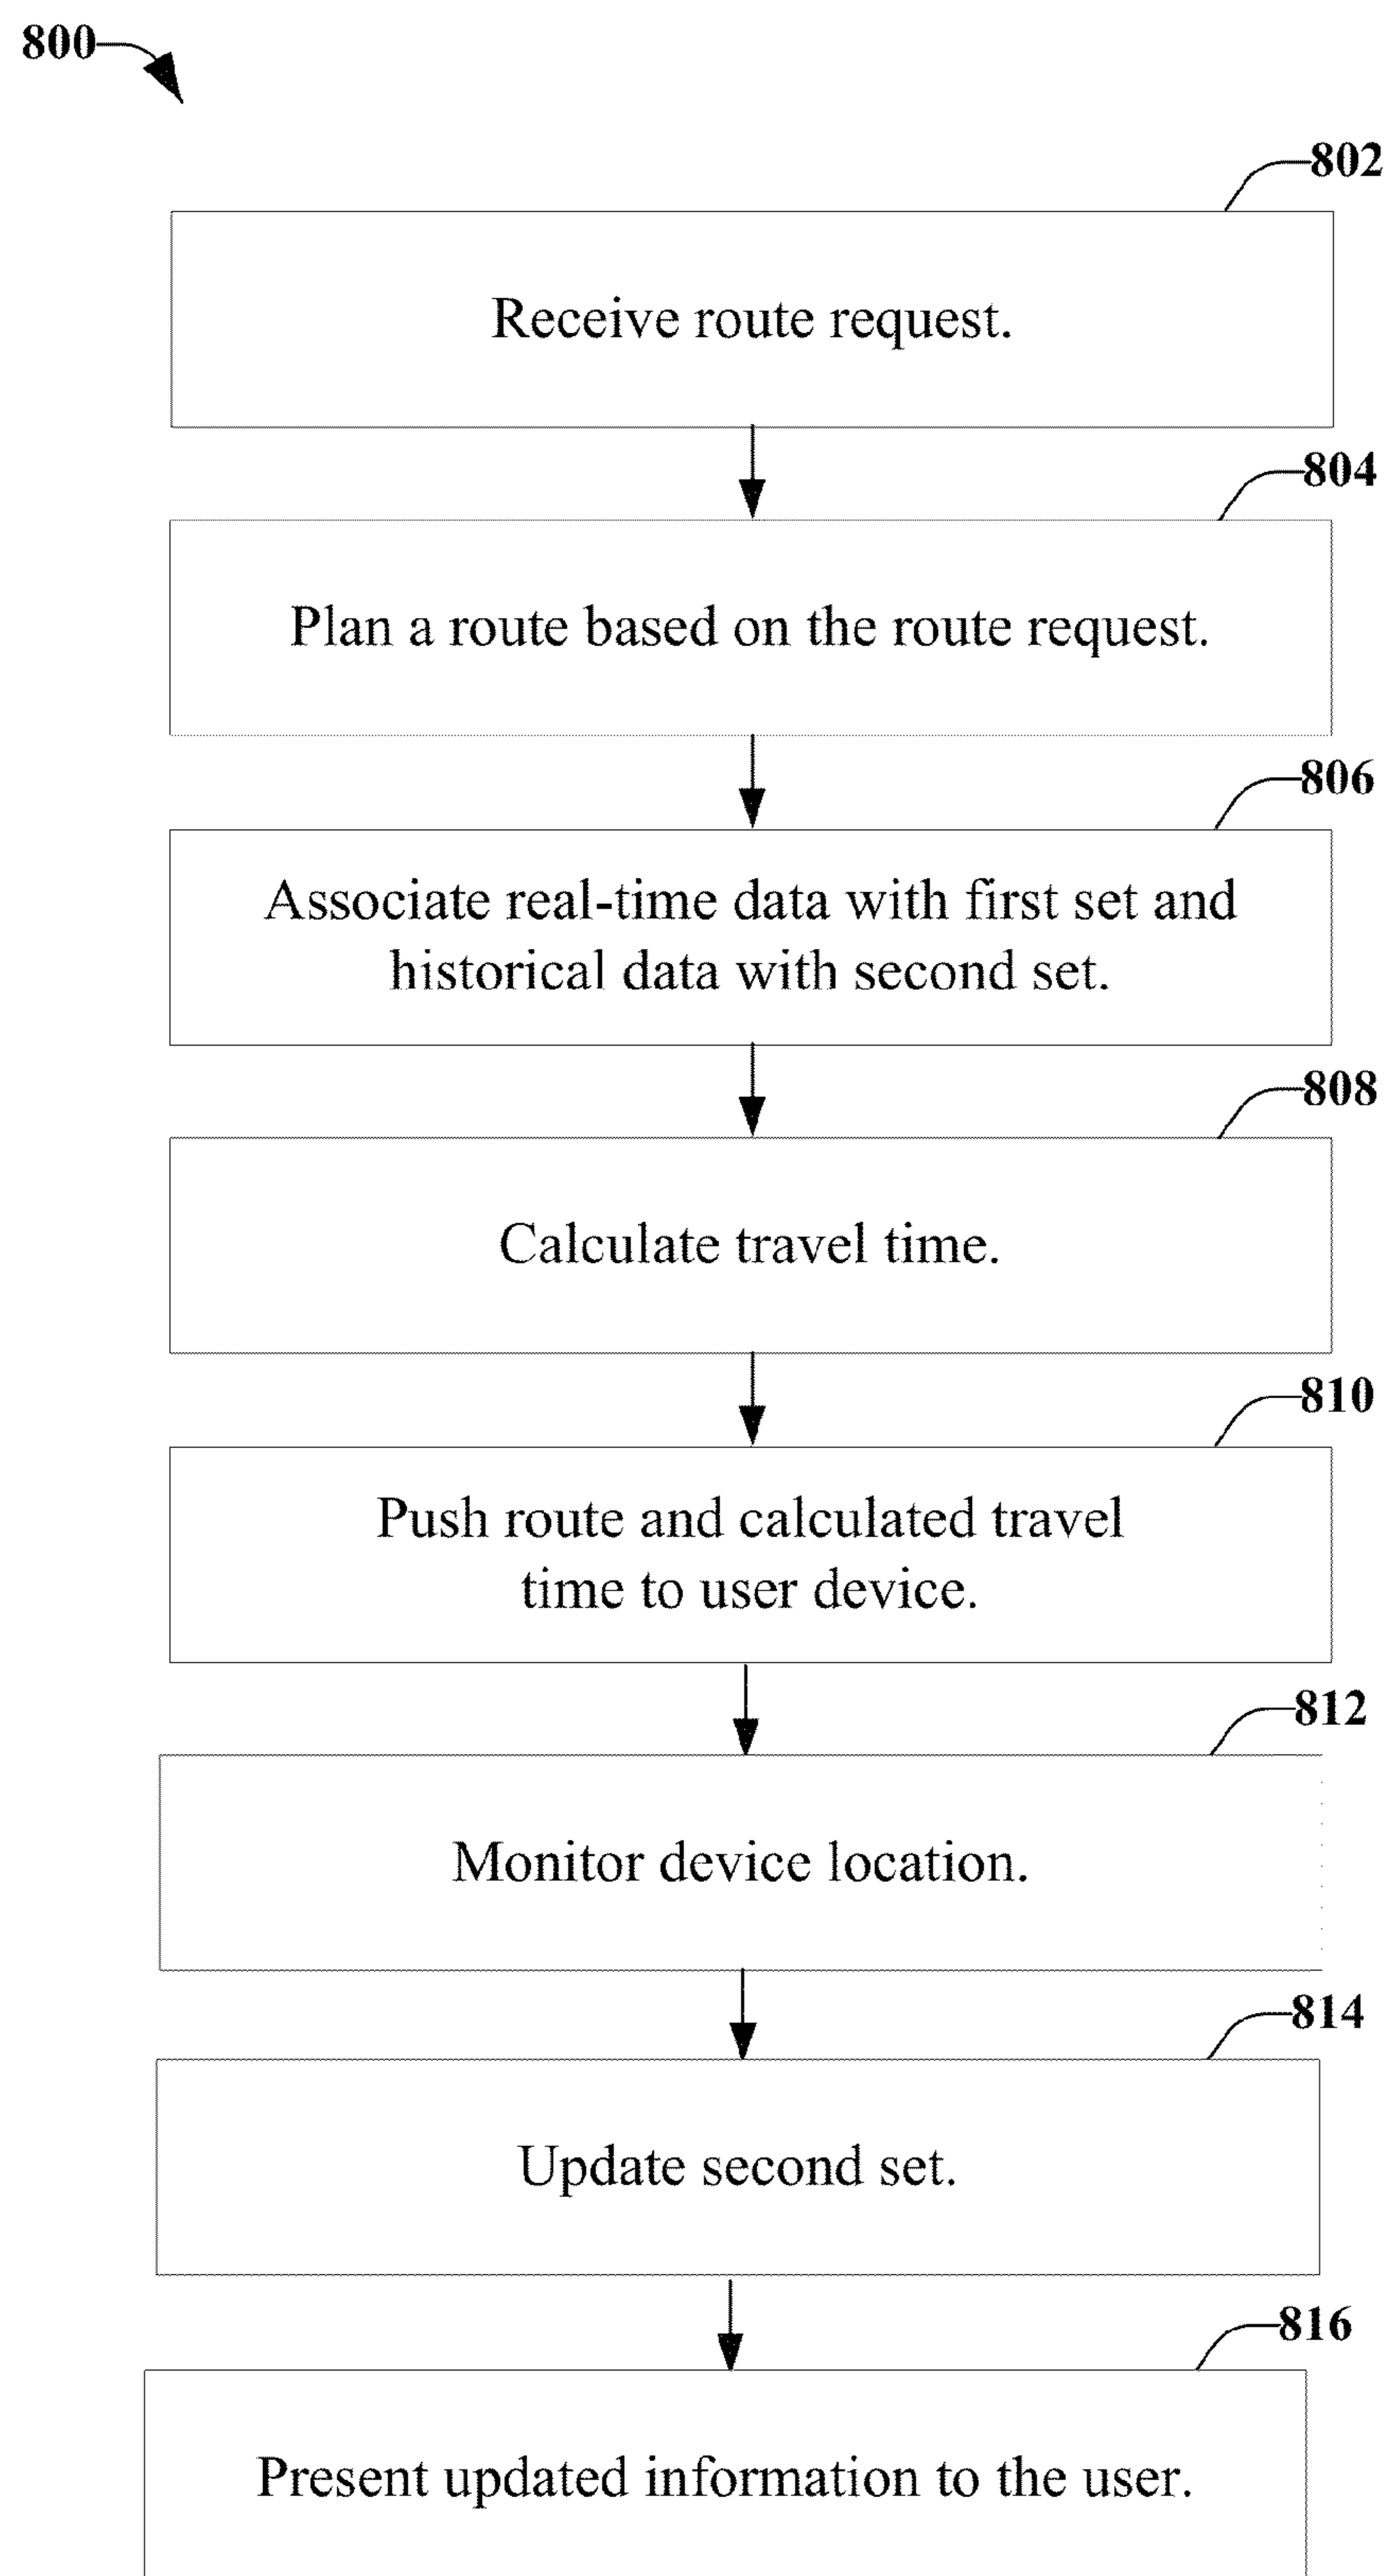 800
802
Receive route request.
804
Plan a route based on the route request.
806
Associate real-time data with first set and
historical data with second set.
808
Calculate travel time.
810
Push route and calculated travel
time to user device.
812
Monitor device location.
814
Update second set.
816
Present updated information to the user.